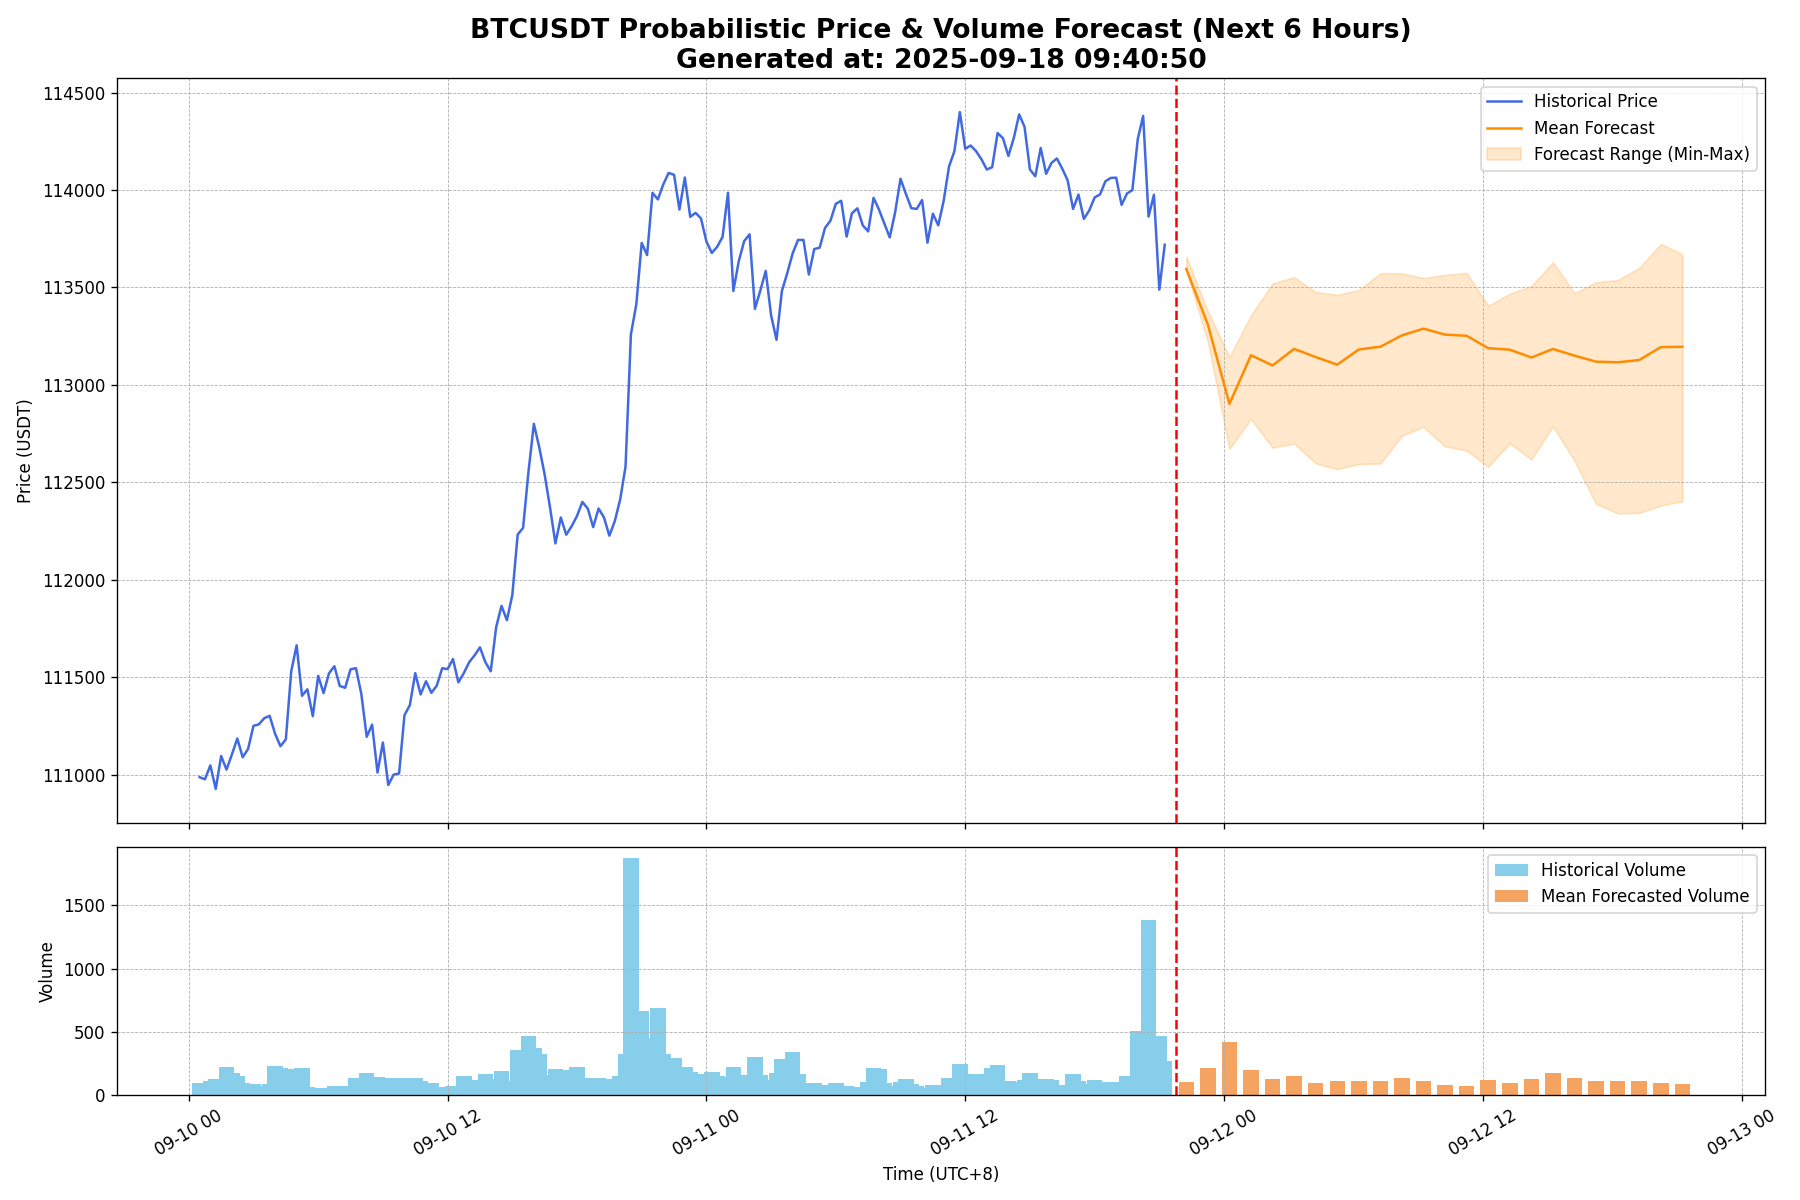 BTCUSDT Probabilistic Price & Volume Forecast (Next 6 Hours)
Generated at: 2025-09-18 09:40:50
Historical Price
Mean Forecast
Forecast Range (Min-Max)
Price (USDT)
114500
114000
113500
113000
112500
112000
111500
111000
Historical Volume
Mean Forecasted Volume
Volume
1500
1000
500
0
09-10 00
09-10 12
09-11 00
09-11 12
09-12 00
09-12 12
09-13 00
Time (UTC+8)